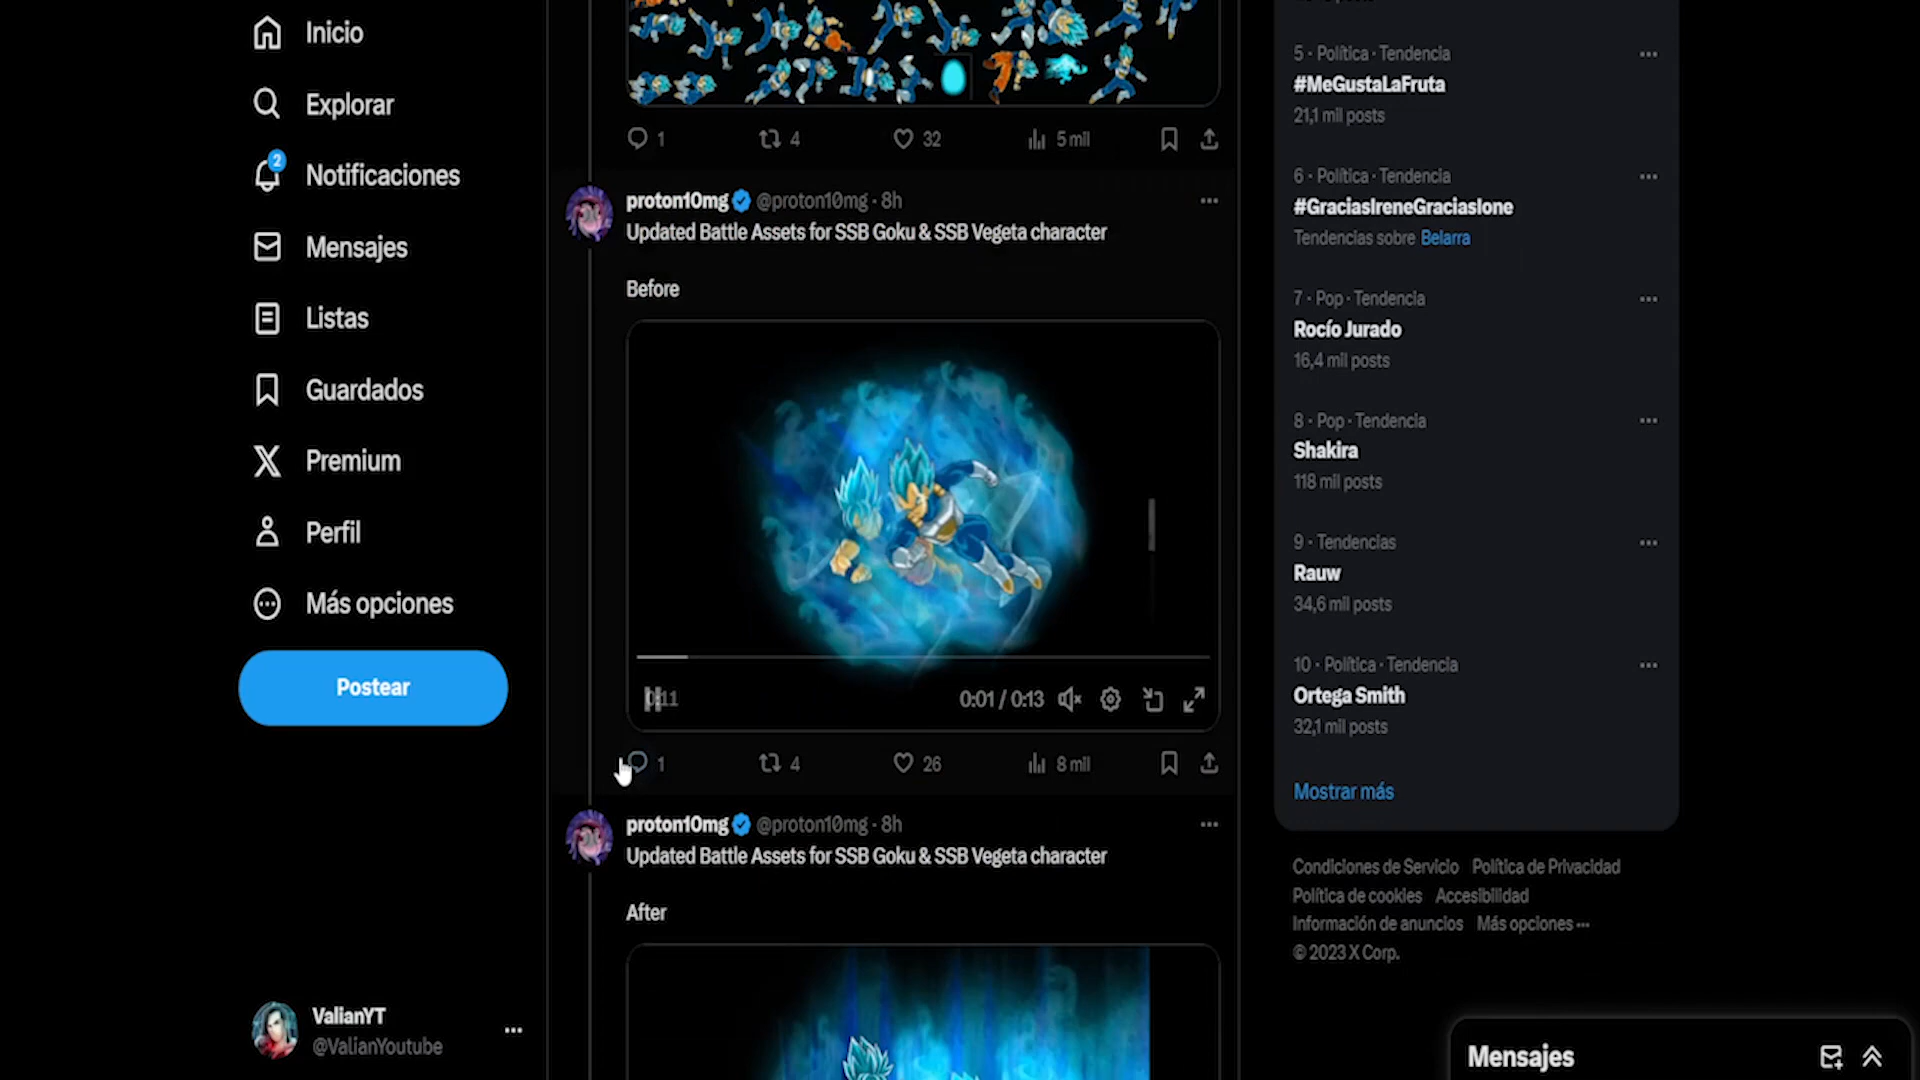 Inicio
Explorar
2
Notificaciones
Mensajes
Listas
Guardados
Premium
Perfil
Más opciones
Postear
ValianYT
@ValianYoutube
1 4 32 5 mil
proton10mg @proton10mg · 8h
Updated Battle Assets for SSB Goku & SSB Vegeta character
Before
0:11
0:01 / 0:13
1 4 26 8 mil
proton10mg @proton10mg · 8h
Updated Battle Assets for SSB Goku & SSB Vegeta character
After
5 · Política · Tendencia
#MeGustaLaFruta
21,1 mil posts
6 · Política · Tendencia
#GraciasIreneGraciasIone
Tendencias sobre Belarra
7 · Pop · Tendencia
Rocío Jurado
16,4 mil posts
8 · Pop · Tendencia
Shakira
118 mil posts
9 · Tendencias
Rauw
34,6 mil posts
10 · Política · Tendencia
Ortega Smith
32,1 mil posts
Mostrar más
Condiciones de Servicio Política de Privacidad
Política de cookies Accesibilidad
Información de anuncios Más opciones ···
© 2023 X Corp.
Mensajes